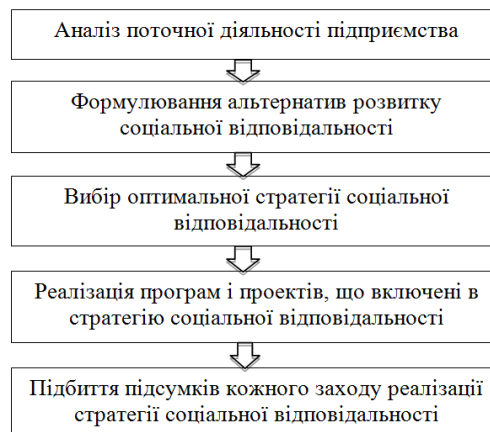 Аналіз поточної діяльності підприємства
Формулювання альтернатив розвитку
соціальної відповідальності
Вибір оптимальної стратегії соціальної
відповідальності
Реалізація програм і проектів, що включені в
стратегію соціальної відповідальності
Підбиття підсумків кожного заходу реалізації
стратегії соціальної відповідальності